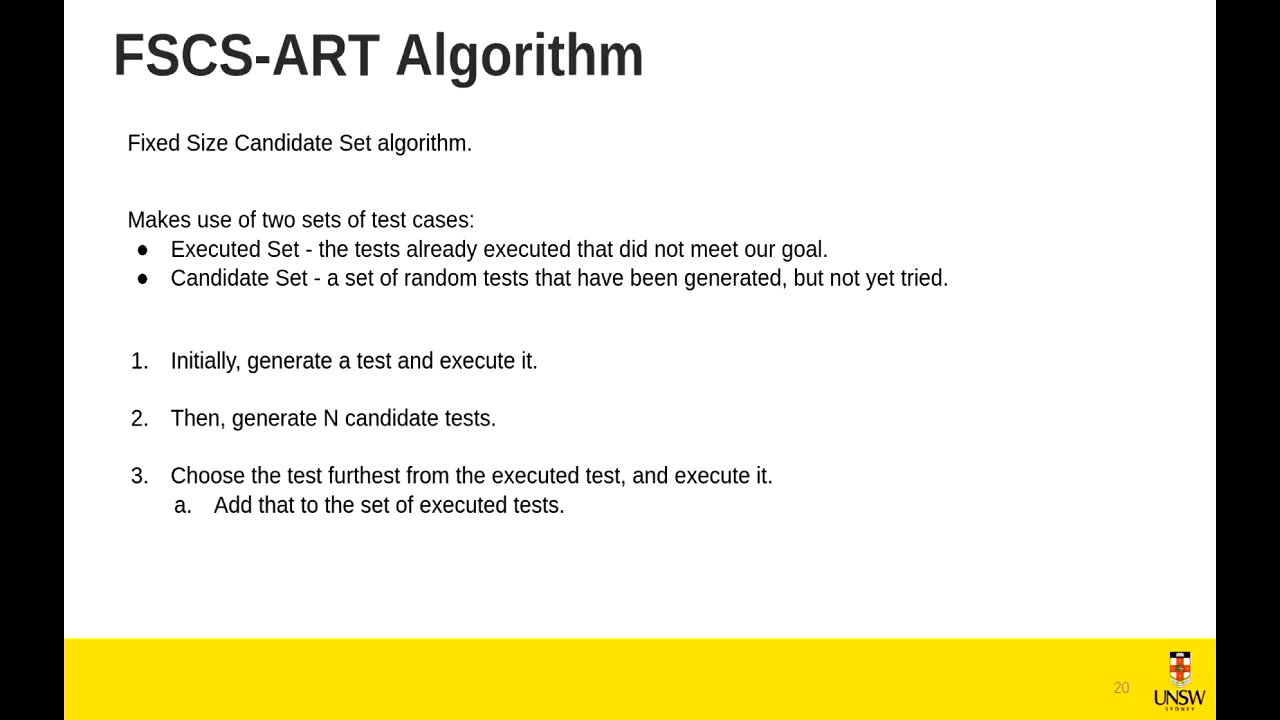 FSCS-ART Algorithm
Fixed Size Candidate Set algorithm.
Makes use of two sets of test cases:
● Executed Set - the tests already executed that did not meet our goal.
● Candidate Set - a set of random tests that have been generated, but not yet tried.
1. Initially, generate a test and execute it.
2. Then, generate N candidate tests.
3. Choose the test furthest from the executed test, and execute it.
a. Add that to the set of executed tests.
20
UNSW
SYDNEY